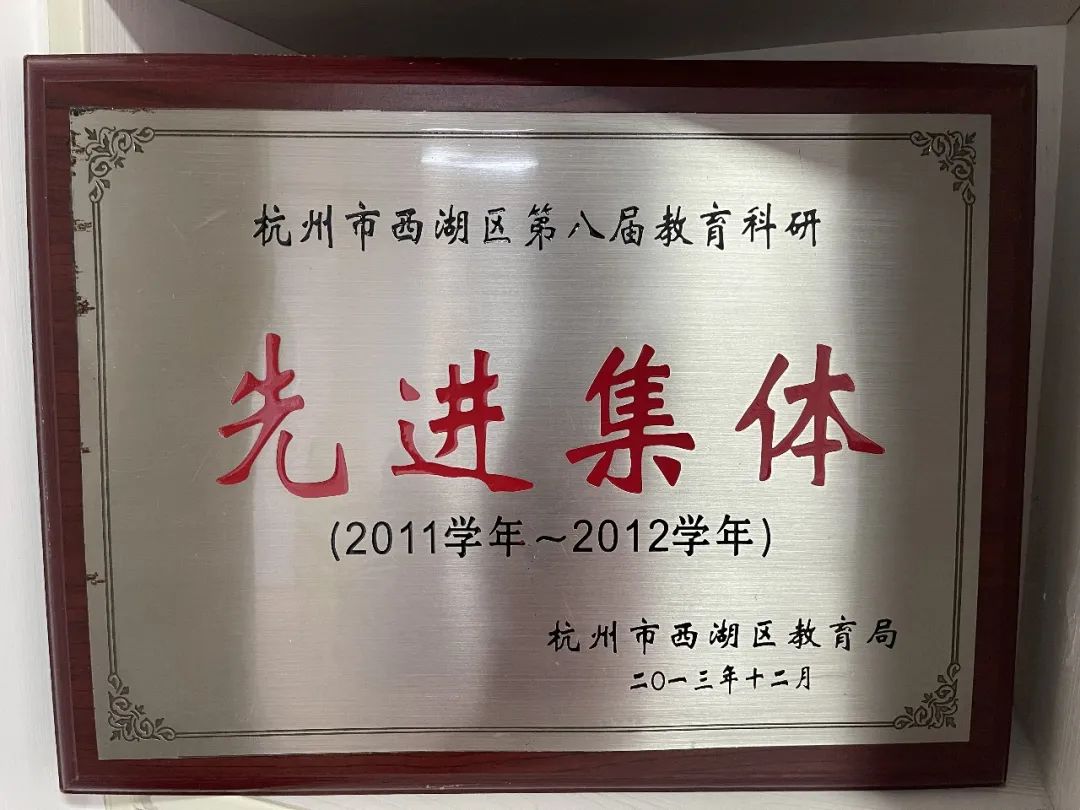 杭州市西湖区第八届教育科研
先进集体
(2011学年~2012学年)
杭州市西湖区教育局
二〇一三年十二月